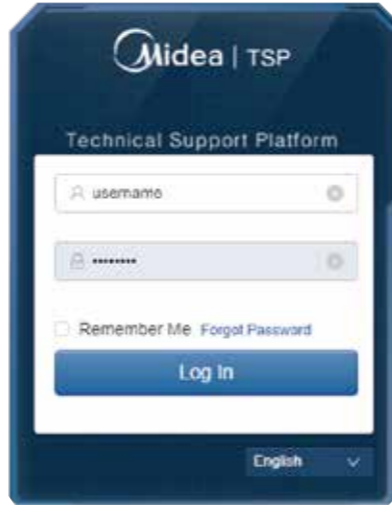 Midea | TSP
Technical Support Platform
username
••••••••
Remember Me Forgot Password
Log In
English